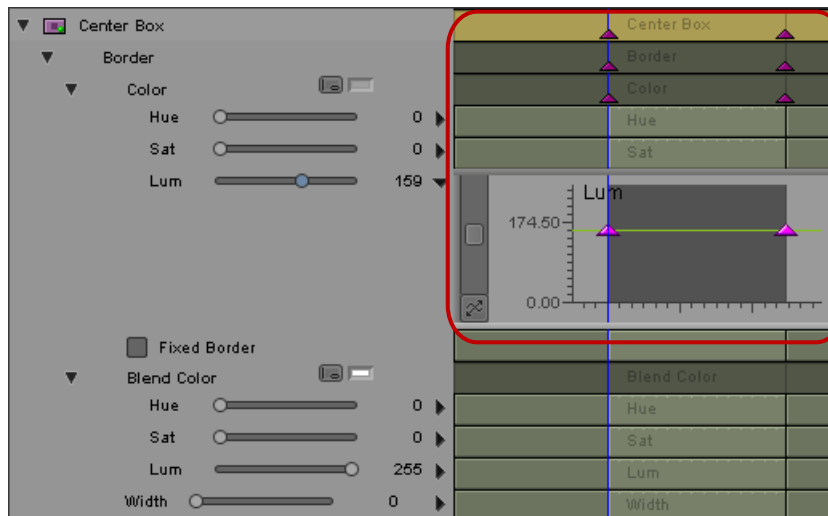 Center Box Center Box
Border Border
Color Color
Hue 0 Hue
Sat 0 Sat
Lum 159 Lum
174.50
0.00
Fixed Border
Blend Color Blend Color
Hue 0 Hue
Sat 0 Sat
Lum 255 Lum
Width 0 Width